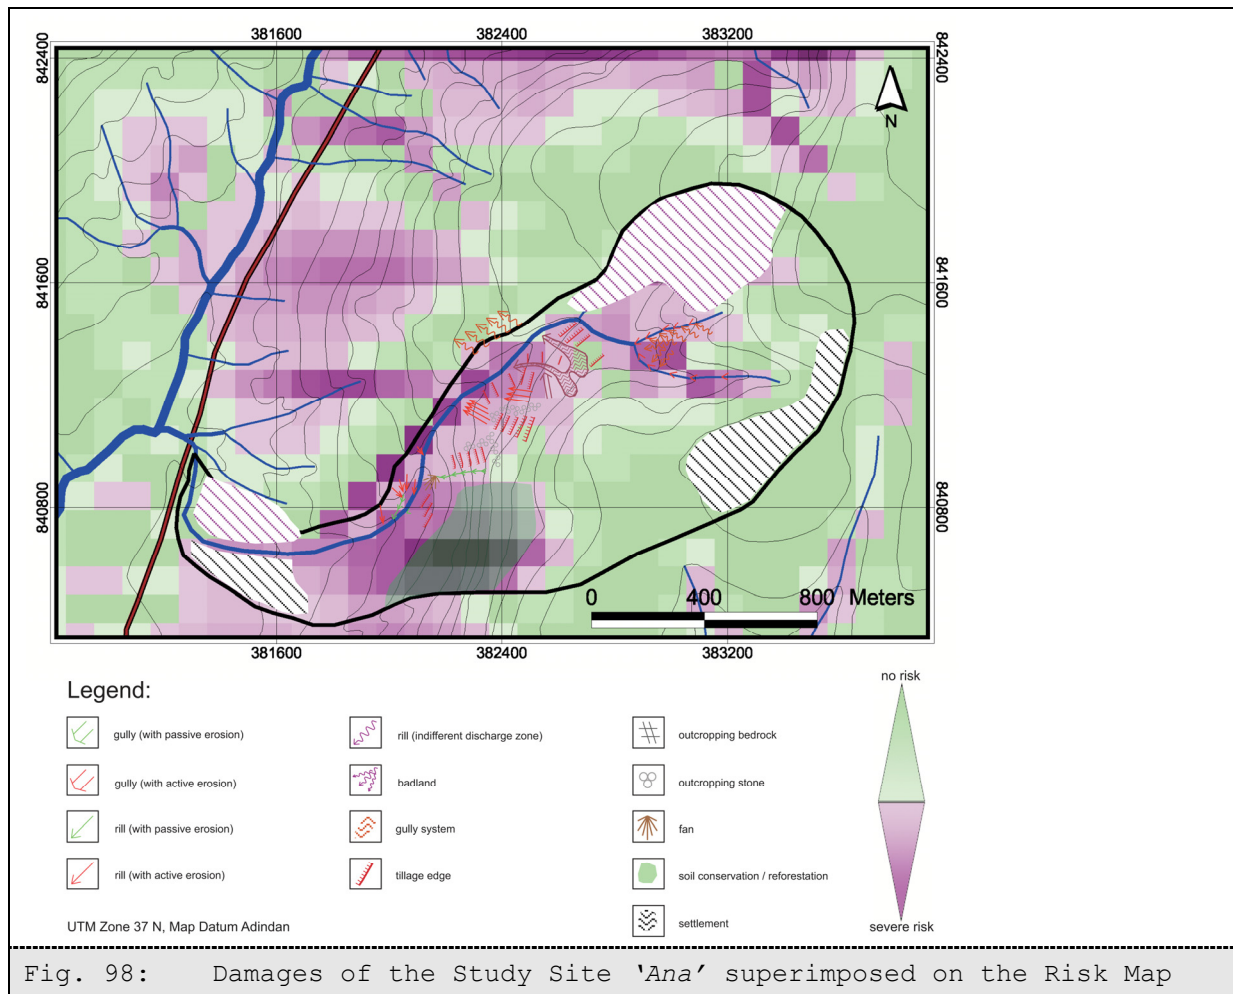 381600 382400 383200
842400 842400
N
841600 841600
840800 840800
0 400 800 Meters
381600 382400 383200
Legend:
gully (with passive erosion)
gully (with active erosion)
rill (with passive erosion)
rill (with active erosion)
rill (indifferent discharge zone)
badland
gully system
tillage edge
outcropping bedrock
outcropping stone
fan
soil conservation / reforestation
settlement
no risk
severe risk
UTM Zone 37 N, Map Datum Adindan
Fig. 98: Damages of the Study Site ‘Ana’ superimposed on the Risk Map